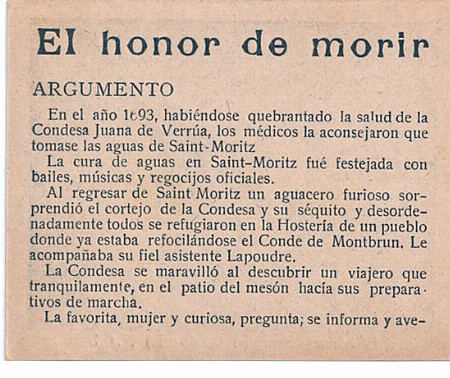 El honor de morir
ARGUMENTO
En el año 1693, habiéndose quebrantado la salud de la
Condesa Juana de Verrúa, los médicos la aconsejaron que
tomase las aguas de Saint-Moritz
La cura de aguas en Saint-Moritz fué festejada con
bailes, músicas y regocijos oficiales.
Al regresar de Saint Moritz un aguacero furioso sor-
prendió el cortejo de la Condesa y su séquito y desorde-
nadamente todos se refugiaron en la Hostería de un pueblo
donde ya estaba refocilándose el Conde de Montbrun. Le
acompañaba su fiel asistente Lapoudre.
La Condesa se maravilló al descubrir un viajero que
tranquilamente, en el patio del mesón hacía sus prepara-
tivos de marcha.
La favorita, mujer y curiosa, pregunta; se informa y ave-